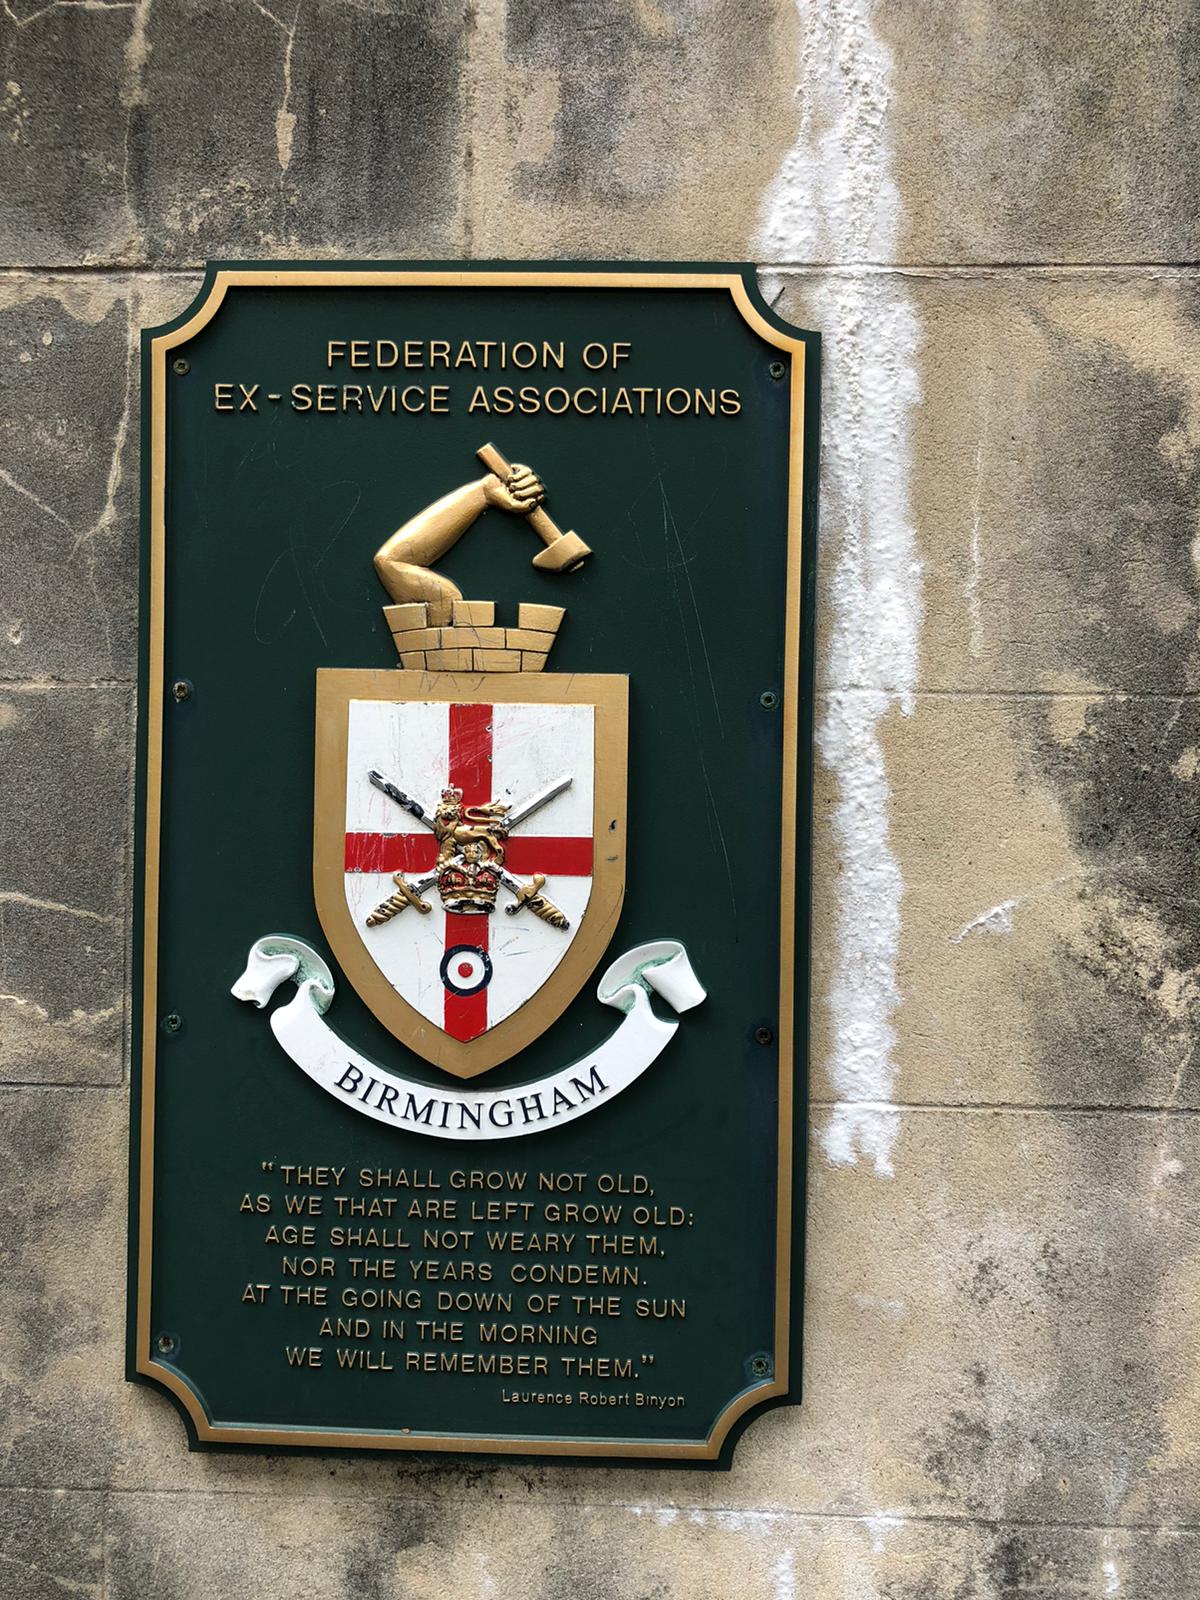 FEDERATION OF
EX-SERVICE ASSOCIATIONS
BIRMINGHAM
"THEY SHALL GROW NOT OLD,
AS WE THAT ARE LEFT GROW OLD:
AGE SHALL NOT WEARY THEM,
NOR THE YEARS CONDEMN.
AT THE GOING DOWN OF THE SUN
AND IN THE MORNING
WE WILL REMEMBER THEM."
Laurence Robert Binyon